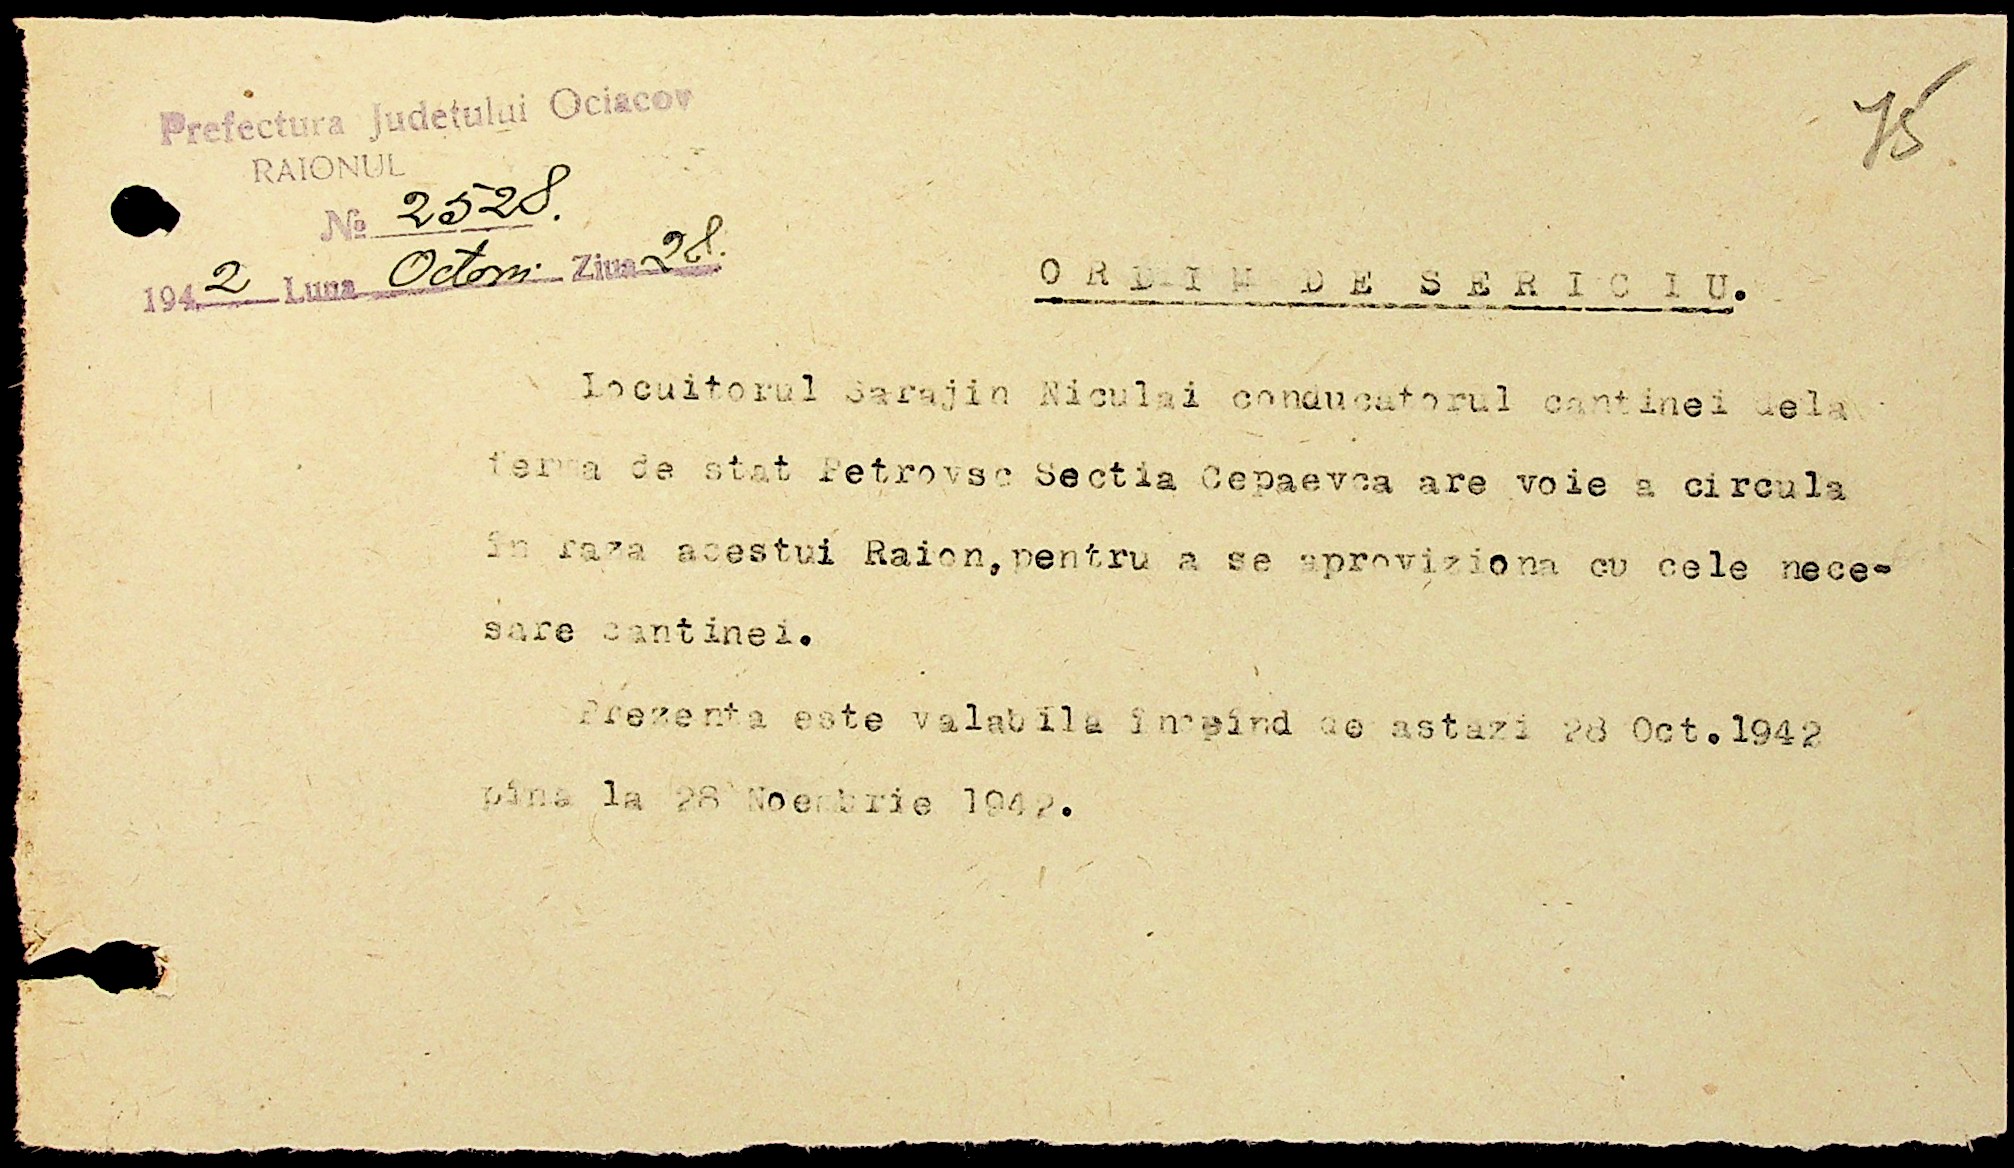 75
Prefectura Județului Ociacov
RAIONUL
№ 2528.
1942 Luna Octom. Ziua 28.
ORDIN DE SERICIU.
Locuitorul Sarajin Niculai conducatorul cantinei dela
ferma de stat Petrovsc Sectia Cepaevca are voie a circula
în raza acestui Raion, pentru a se aproviziona cu cele nece-
sare cantinei.
Prezenta este valabila începînd de astazi 28 Oct. 1942
pîna la 28 Noembrie 1942.